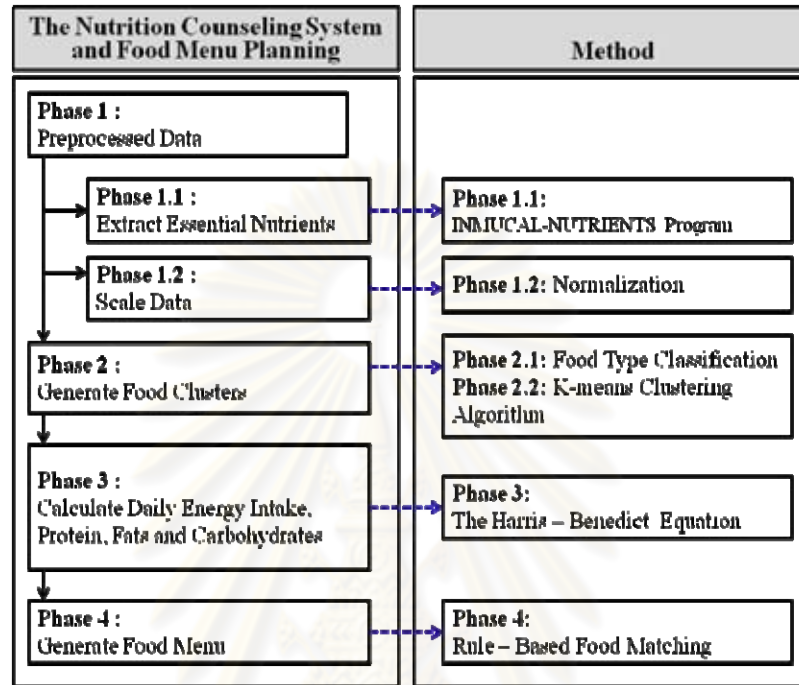 The Nutrition Counseling System
and Food Menu Planning
Method
Phase 1 :
Preprocessed Data
Phase 1.1 :
Extract Essential Nutrients
Phase 1.1:
INMUCAL-NUTRIENTS Program
Phase 1.2 :
Scale Data
Phase 1.2: Normalization
Phase 2 :
Generate Food Clusters
Phase 2.1: Food Type Classification
Phase 2.2: K-means Clustering
Algorithm
Phase 3 :
Calculate Daily Energy Intake,
Protein, Fats and Carbohydrates
Phase 3:
The Harris – Benedict Equation
Phase 4 :
Generate Food Menu
Phase 4:
Rule – Based Food Matching